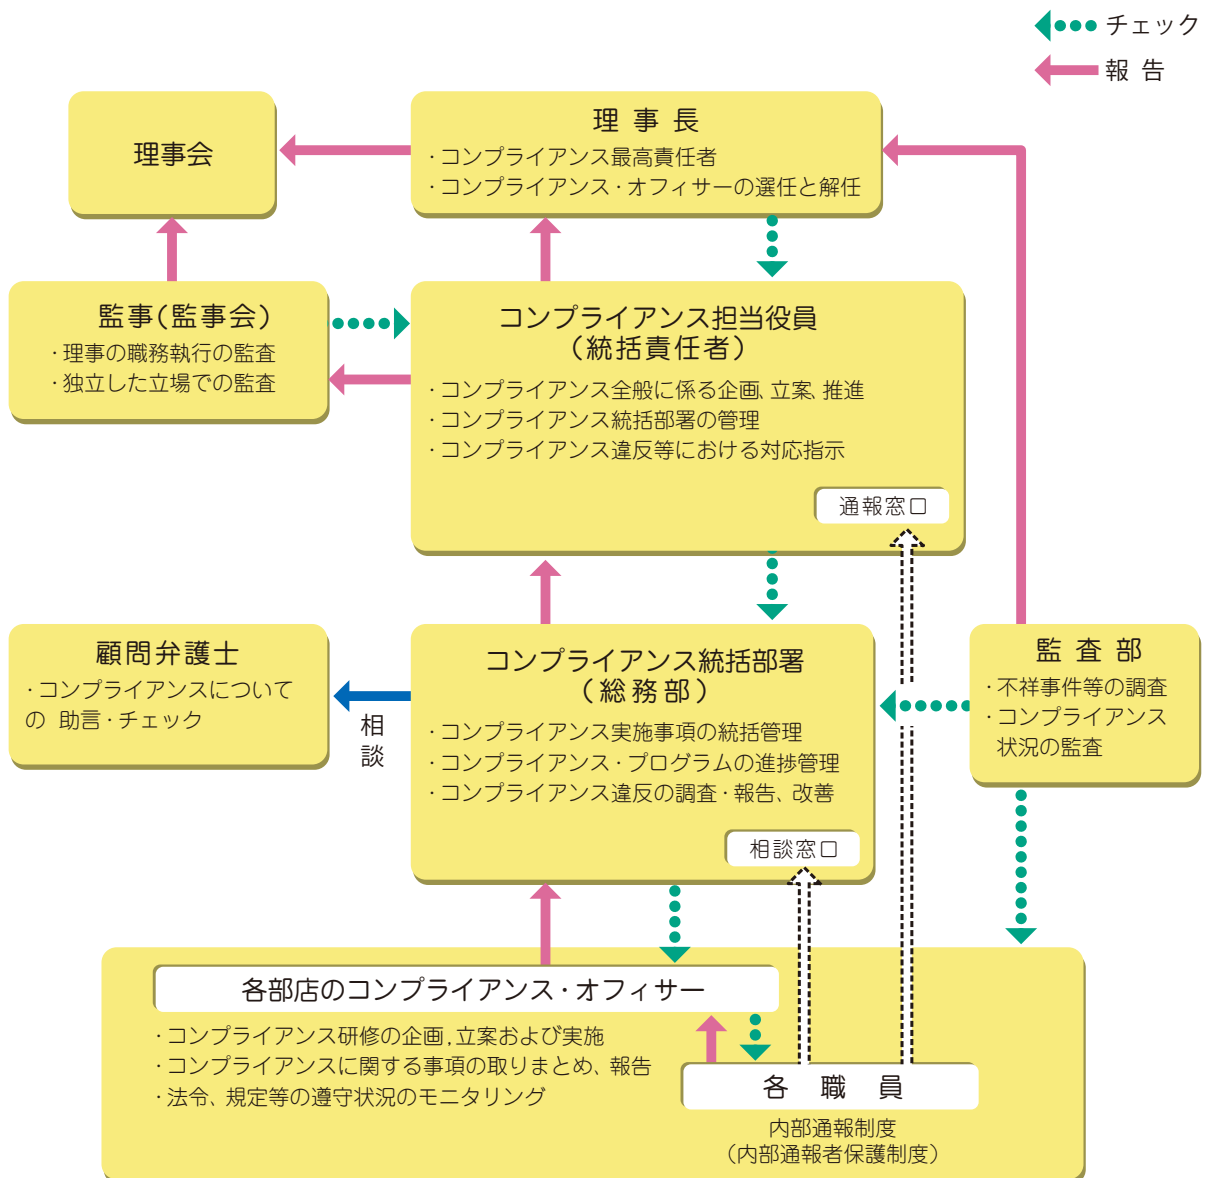 チェック
報 告
理事会
理 事 長
・コンプライアンス最高責任者
・コンプライアンス・オフィサーの選任と解任
監事(監事会)
・理事の職務執行の監査
・独立した立場での監査
コンプライアンス担当役員
(統括責任者)
・コンプライアンス全般に係る企画、立案、推進
・コンプライアンス統括部署の管理
・コンプライアンス違反等における対応指示
通報窓口
顧問弁護士
・コンプライアンスについて
の 助言・チェック
相
談
コンプライアンス統括部署
(総務部)
・コンプライアンス実施事項の統括管理
・コンプライアンス・プログラムの進捗管理
・コンプライアンス違反の調査・報告、改善
相談窓口
監 査 部
・不祥事件等の調査
・コンプライアンス
状況の監査
各部店のコンプライアンス・オフィサー
・コンプライアンス研修の企画,立案および実施
・コンプライアンスに関する事項の取りまとめ、報告
・法令、規定等の遵守状況のモニタリング
各 職 員
内部通報制度
(内部通報者保護制度)